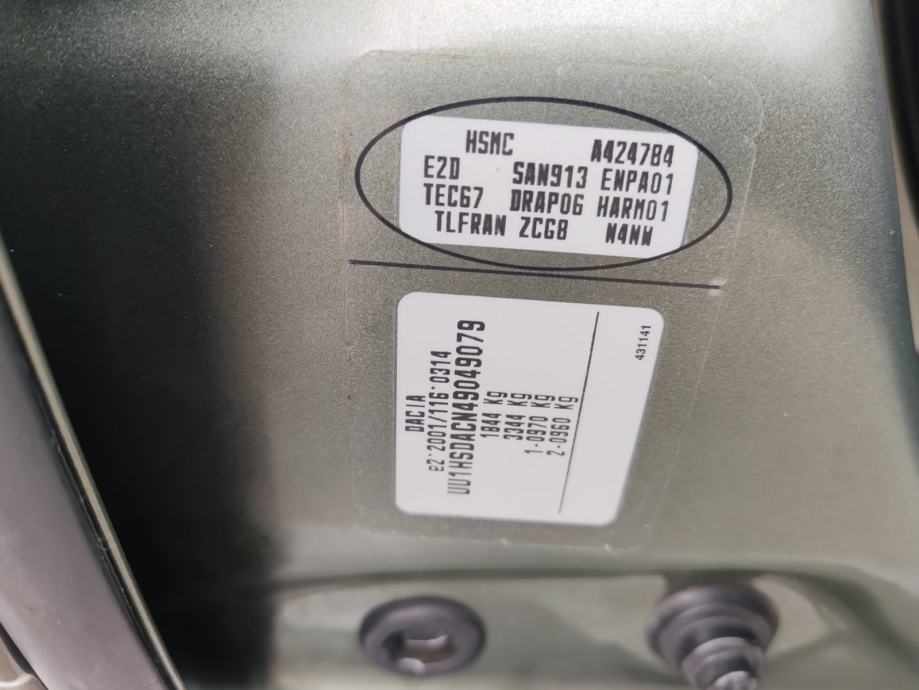 HSMC A424784
E2D SAN913 ENPA01
TEC67 DRAP06 HARM01
TLFRAN ZCG8 N4NW
DACIA
e2*2001/116*0314
UU1HSDACN49049079
1844 Kg
3344 Kg
1-0970 Kg
2-0960 Kg
431141